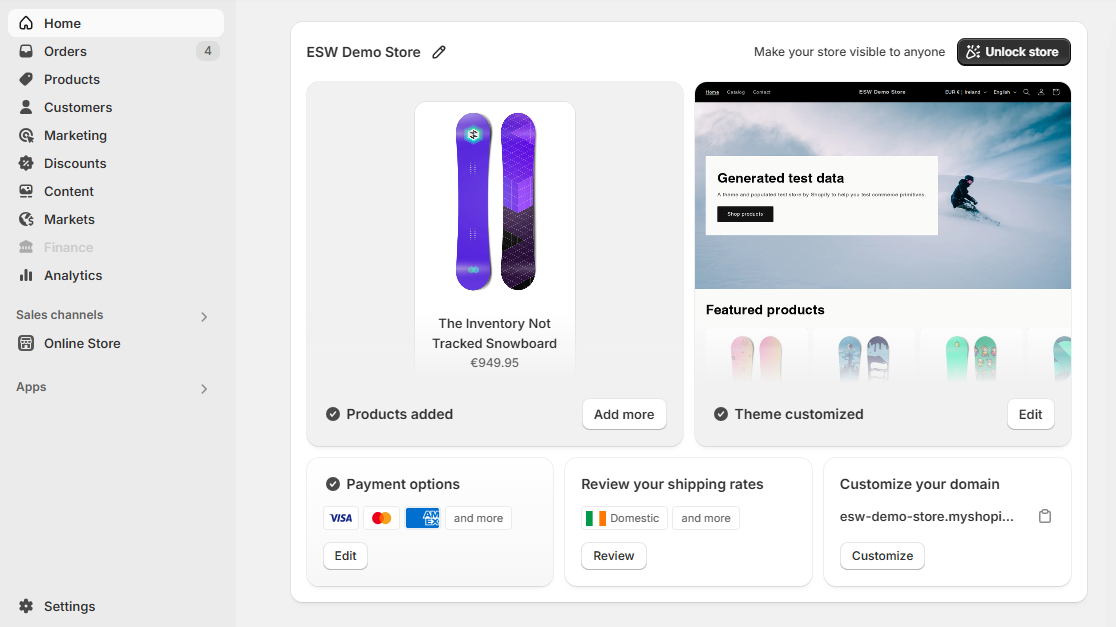 Home
Orders
4
Products
Customers
Marketing
Discounts
Content
Markets
Finance
Analytics
Sales channels
Online Store
Apps
Settings
ESW Demo Store
Make your store visible to anyone
Unlock store
The Inventory Not
Tracked Snowboard
€949.95
Products added
Add more
Home Catalog Contact
ESW Demo Store
EUR € | Ireland
English
Generated test data
A theme and populated test store by Shopify to help you test commerce primitives.
Shop products
Featured products
Theme customized
Edit
Payment options
VISA
AM
EX
and more
Edit
Review your shipping rates
Domestic
and more
Review
Customize your domain
esw-demo-store.myshopi...
Customize